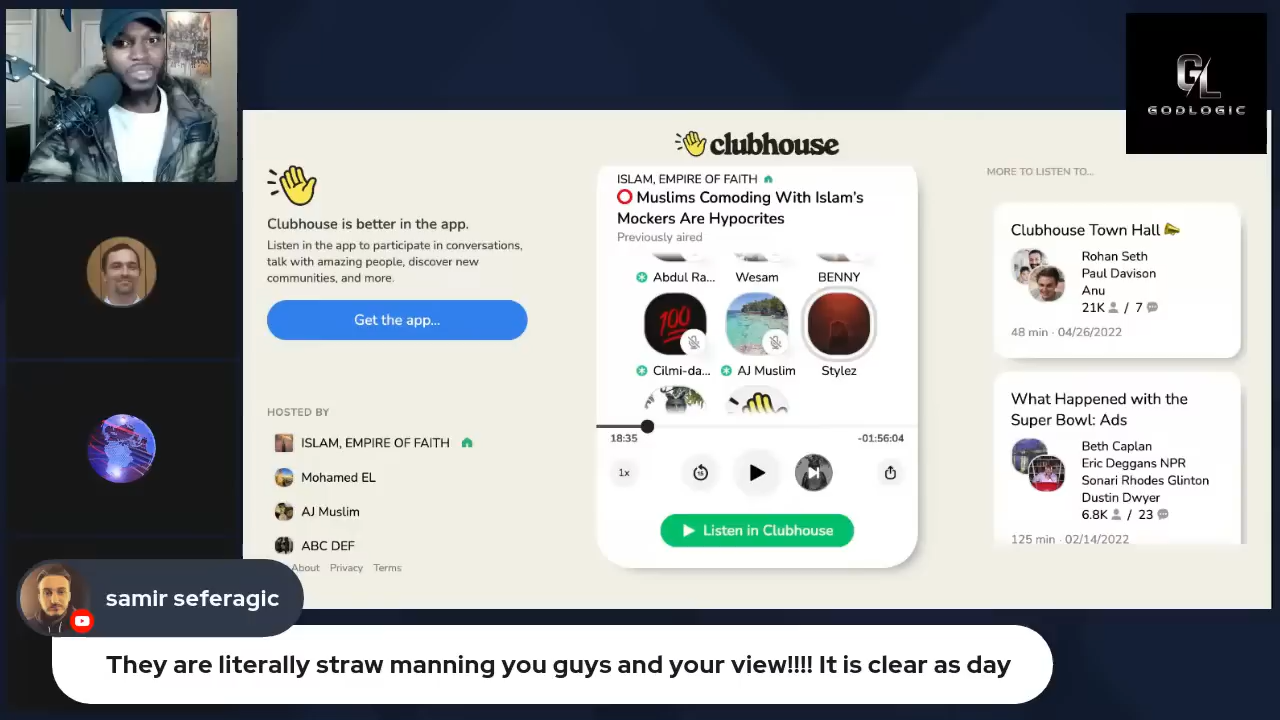 GL
GODLOGIC
clubhouse
Clubhouse is better in the app.
Listen in the app to participate in conversations,
talk with amazing people, discover new
communities, and more.
Get the app...
HOSTED BY
ISLAM, EMPIRE OF FAITH
Mohamed EL
AJ Muslim
ABC DEF
About Privacy Terms
ISLAM, EMPIRE OF FAITH
Muslims Comoding With Islam's
Mockers Are Hypocrites
Previously aired
Abdul Ra... Wesam BENNY
100
Cilmi-da... AJ Muslim Stylez
18:35 -01:56:04
1x 15
Listen in Clubhouse
MORE TO LISTEN TO...
Clubhouse Town Hall
Rohan Seth
Paul Davison
Anu
21K / 7
48 min · 04/26/2022
What Happened with the
Super Bowl: Ads
Beth Caplan
Eric Deggans NPR
Sonari Rhodes Glinton
Dustin Dwyer
6.8K / 23
125 min · 02/14/2022
samir seferagic
They are literally straw manning you guys and your view!!!! It is clear as day